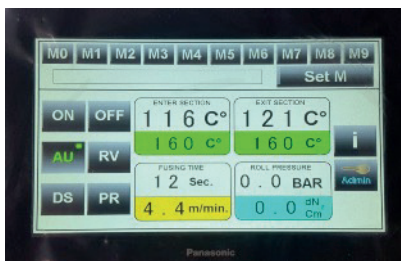 M0 M1 M2 M3 M4 M5 M6 M7 M8 M9
Set M
ON OFF
ENTER SECTION
116 C°
160 C°
EXIT SECTION
121 C°
160 C°
AU RV
i
Admin
DS PR
FUSING TIME
12 Sec.
4.4 m/min.
ROLL PRESSURE
0.0 BAR
0.0 dN/Cm
Panasonic